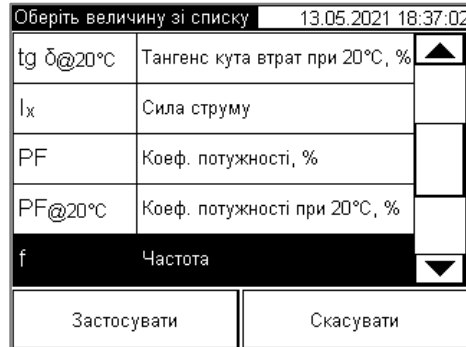 Оберіть величину зі списку 13.05.2021 18:37:02
tg δ@20°C Тангенс кута втрат при 20°C, %
Iх Сила струму
PF Коеф. потужності, %
PF@20°C Коеф. потужності при 20°C, %
f Частота
Застосувати Скасувати